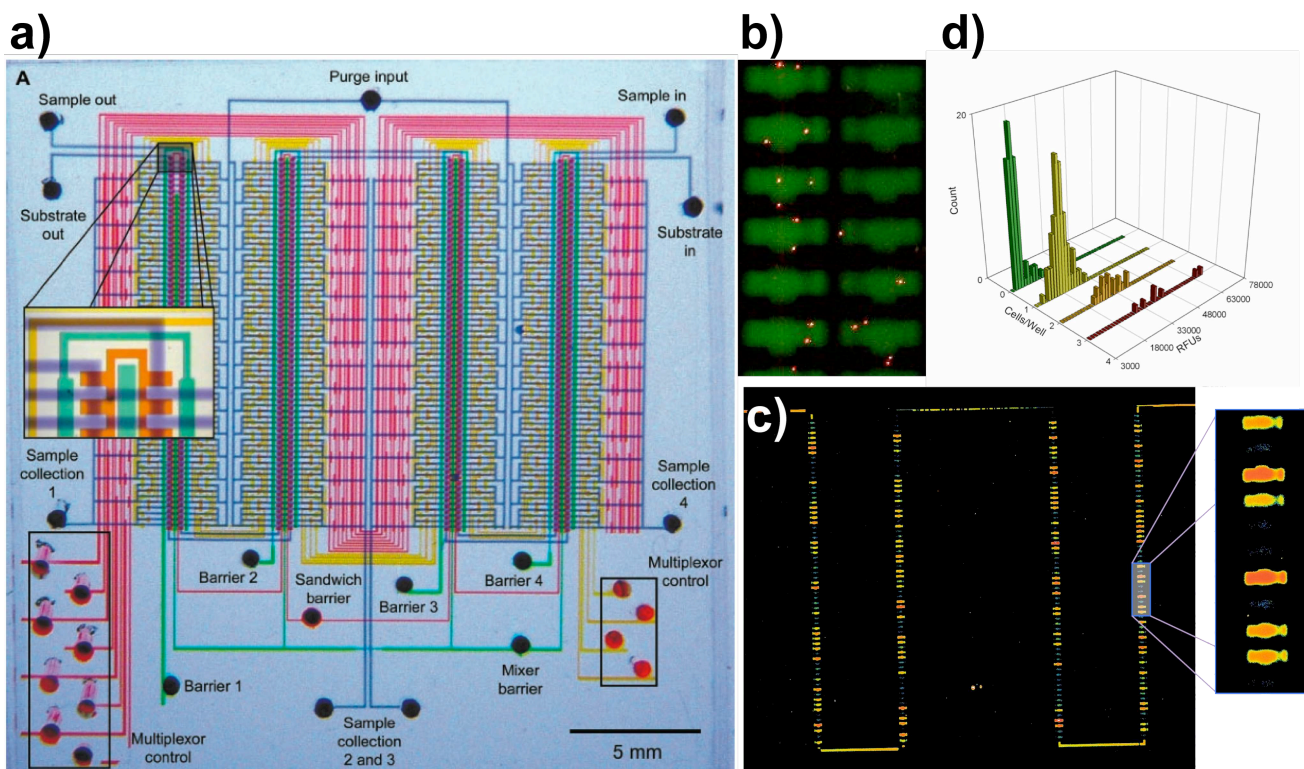 a)
b)
d)
A
Purge input
Sample out
Sample in
Substrate
out
Substrate
in
Sample
collection
1
Sample
collection
4
Barrier 2
Sandwich
barrier
Barrier 3
Barrier 4
Multiplexor
control
Barrier 1
Mixer
barrier
Multiplexor
control
Sample
collection
2 and 3
5 mm
20
Count
0
0
1
2
3
4
Cells/Well
3000
18000
33000
48000
63000
78000
RFUs
c)